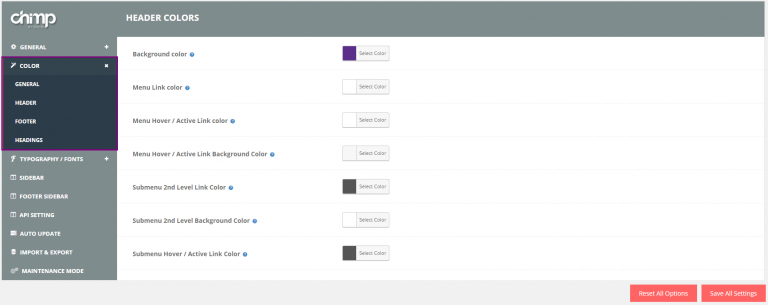 chimp
HEADER COLORS
GENERAL
COLOR
GENERAL
HEADER
FOOTER
HEADINGS
TYPOGRAPHY / FONTS
SIDEBAR
FOOTER SIDEBAR
API SETTING
AUTO UPDATE
IMPORT & EXPORT
MAINTENANCE MODE
Background color Select Color
Menu Link color Select Color
Menu Hover / Active Link color Select Color
Menu Hover / Active Link Background Color Select Color
Submenu 2nd Level Link Color Select Color
Submenu 2nd Level Background Color Select Color
Submenu Hover / Active Link Color Select Color
Reset All Options Save All Settings